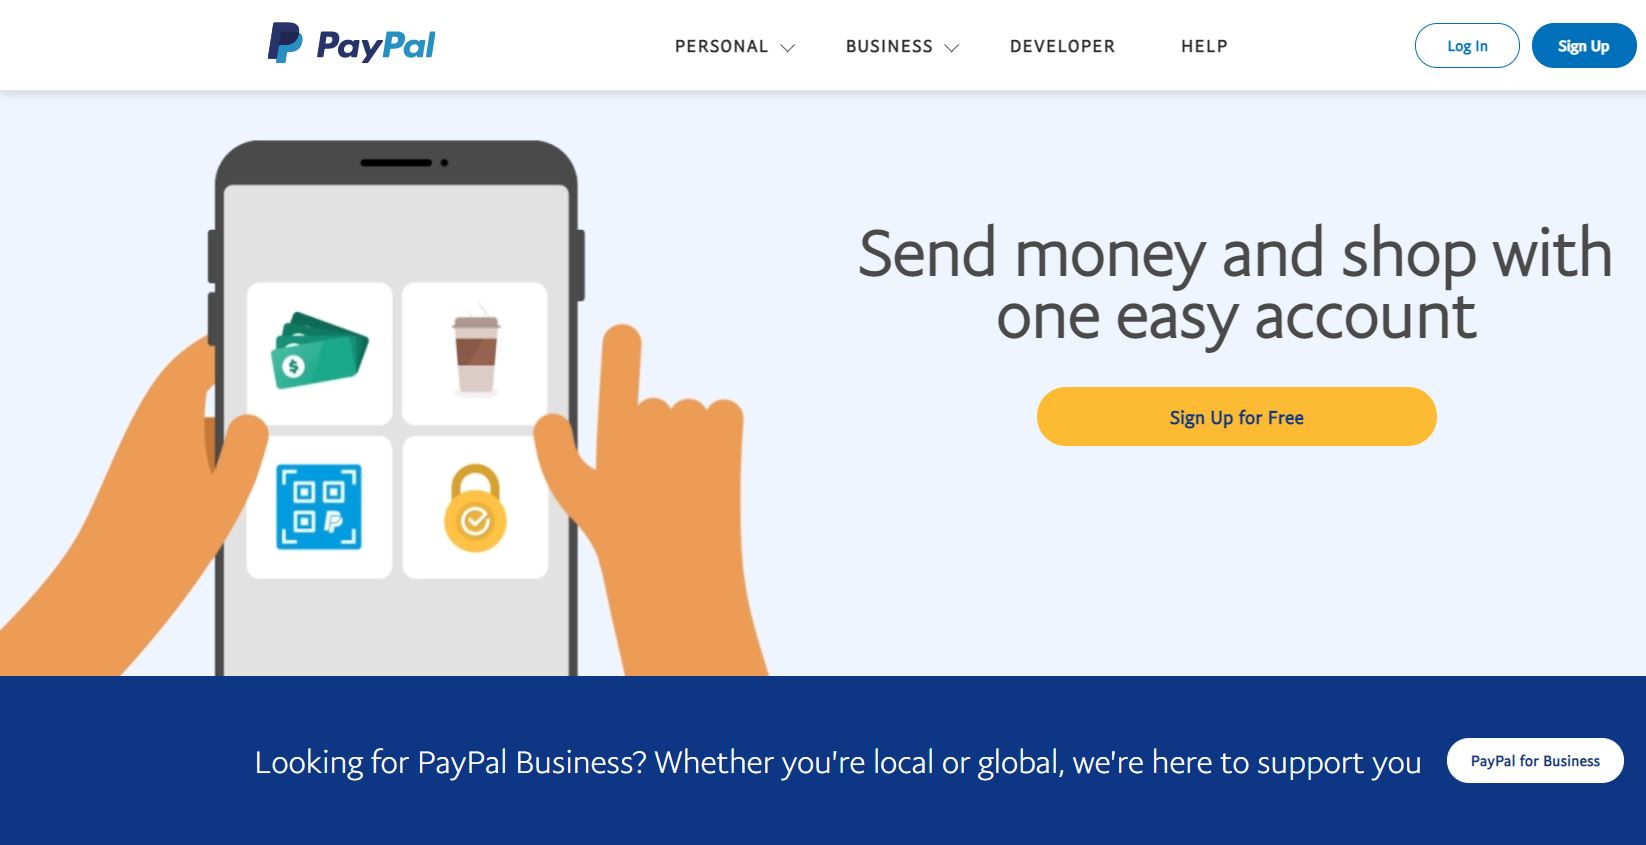 PayPal
PERSONAL
BUSINESS
DEVELOPER
HELP
Log In
Sign Up
Send money and shop with
one easy account
Sign Up for Free
Looking for PayPal Business? Whether you're local or global, we're here to support you
PayPal for Business